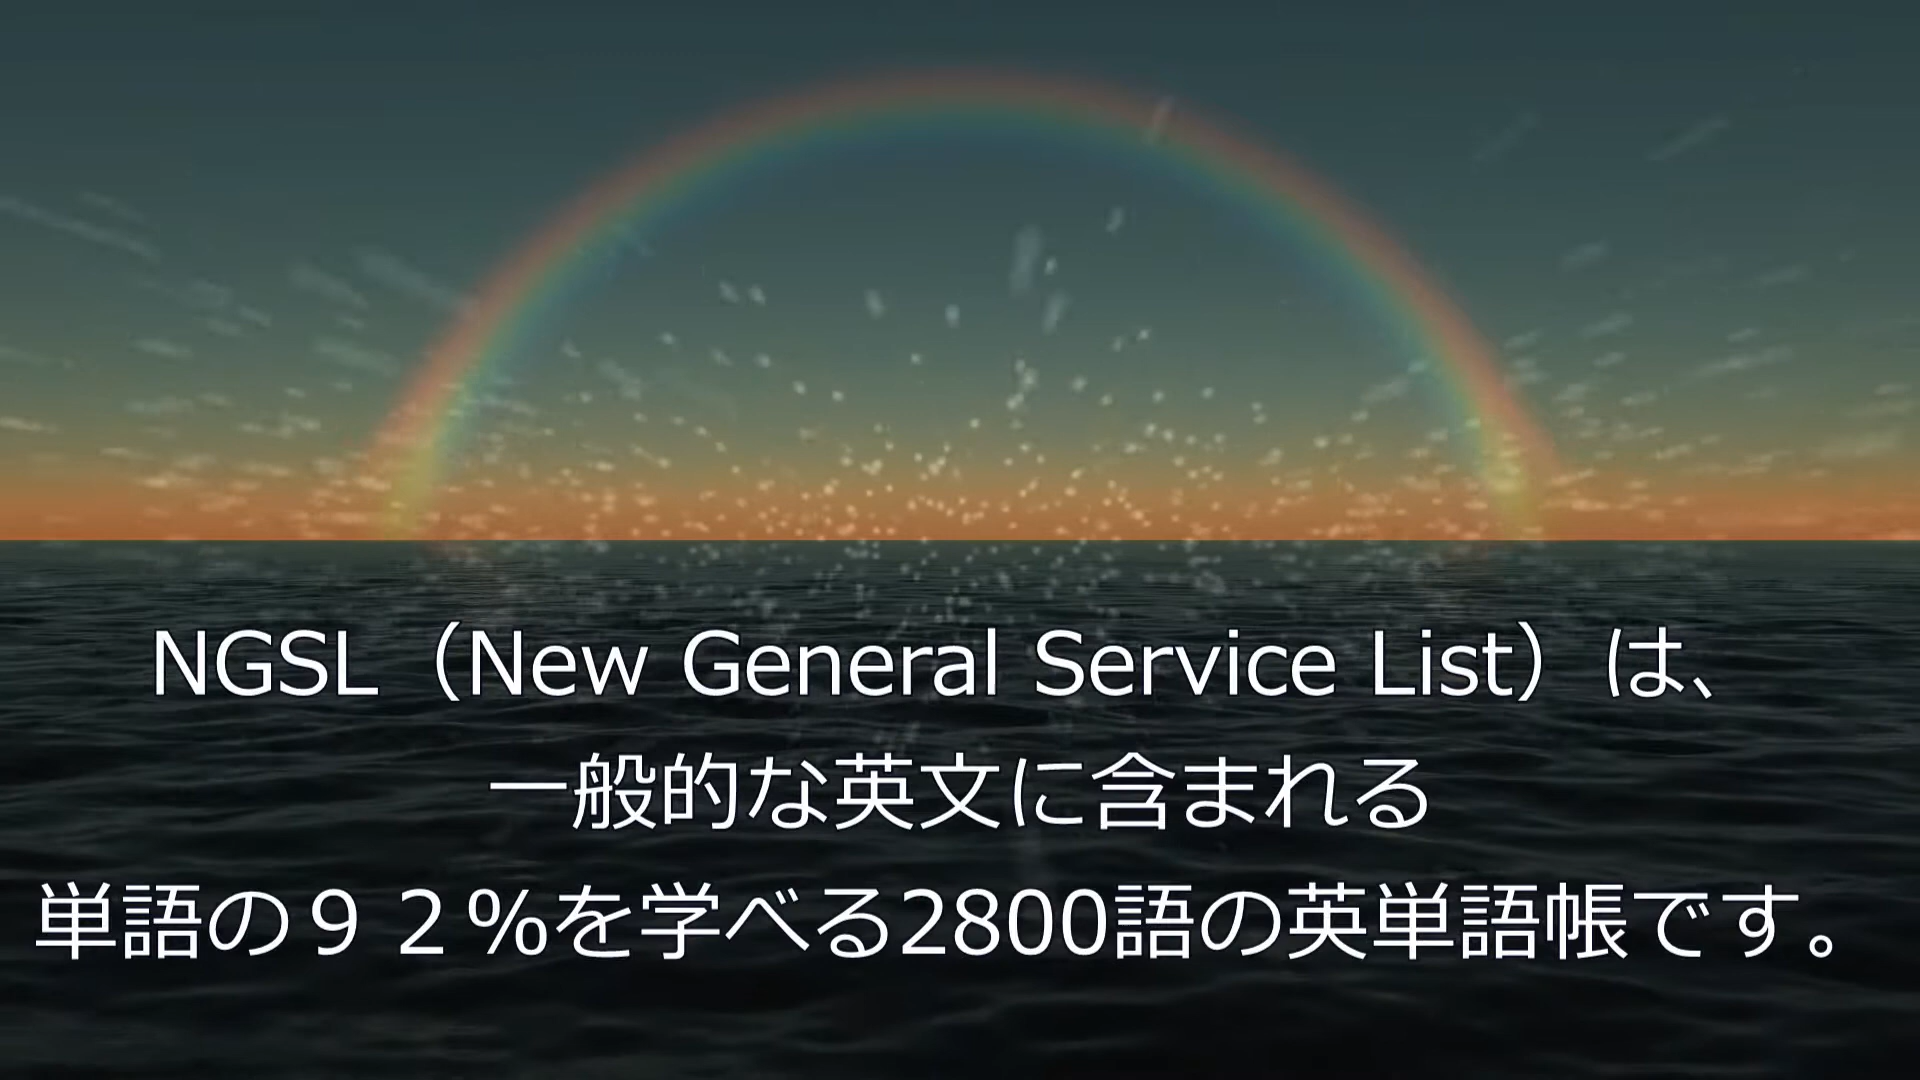 NGSL（New General Service List）は、
一般的な英文に含まれる
単語の９２%を学べる2800語の英単語帳です。